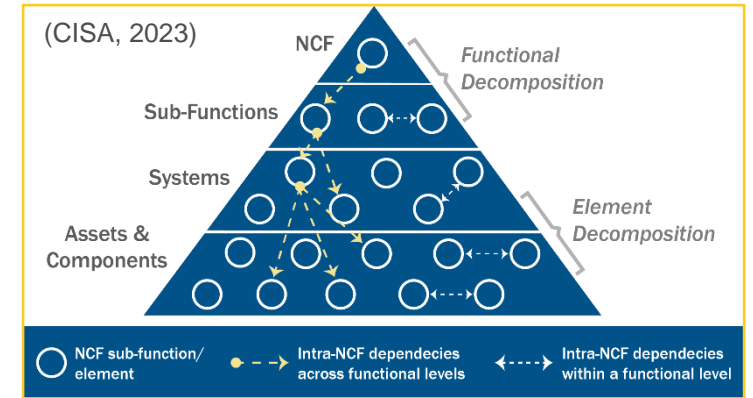 (CISA, 2023)
NCF
Functional
Decomposition
Sub-Functions
Systems
Element
Decomposition
Assets &
Components
NCF sub-function/
element
Intra-NCF dependecies
across functional levels
Intra-NCF dependencies
within a functional level